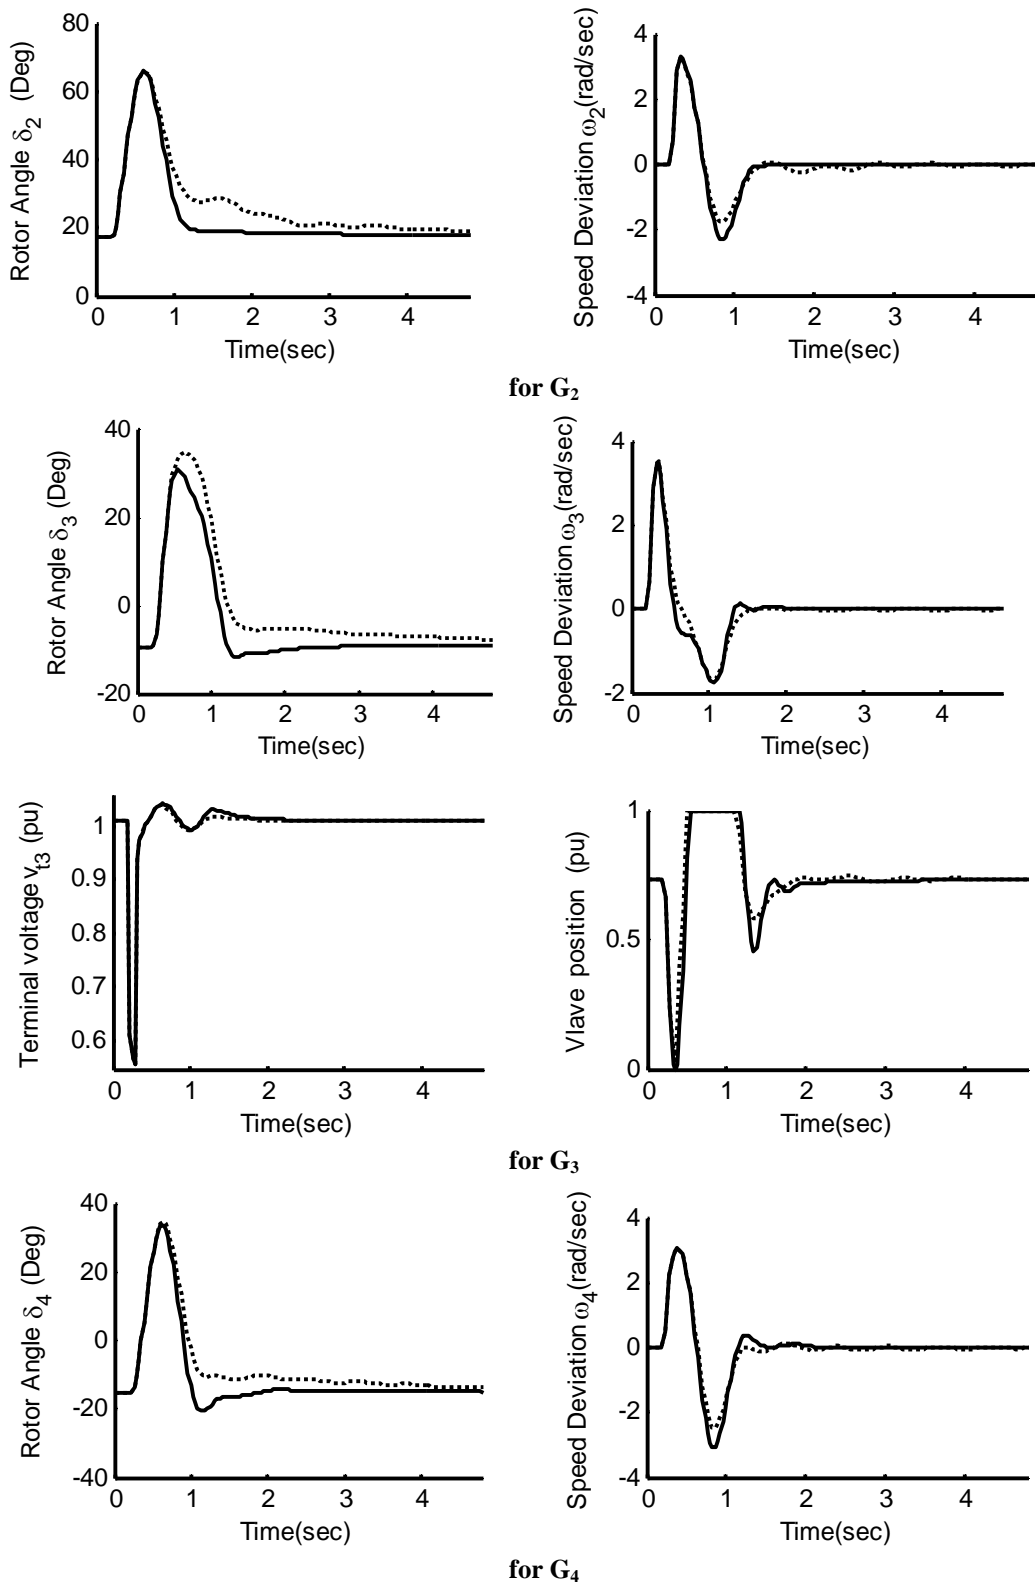 80
60
40
20
0
0 1 2 3 4
Rotor Angle δ2 (Deg)
Time(sec)
4
2
0
-2
-4
0 1 2 3 4
Speed Deviation ω2(rad/sec)
Time(sec)
for G2
40
20
0
-20
0 1 2 3 4
Rotor Angle δ3 (Deg)
Time(sec)
4
2
0
-2
0 1 2 3 4
Speed Deviation ω3(rad/sec)
Time(sec)
1
0.9
0.8
0.7
0.6
0 1 2 3 4
Terminal voltage vt3 (pu)
Time(sec)
1
0.5
0
0 1 2 3 4
Vlave position (pu)
Time(sec)
for G3
40
20
0
-20
-40
0 1 2 3 4
Rotor Angle δ4 (Deg)
Time(sec)
4
2
0
-2
-4
0 1 2 3 4
Speed Deviation ω4(rad/sec)
Time(sec)
for G4